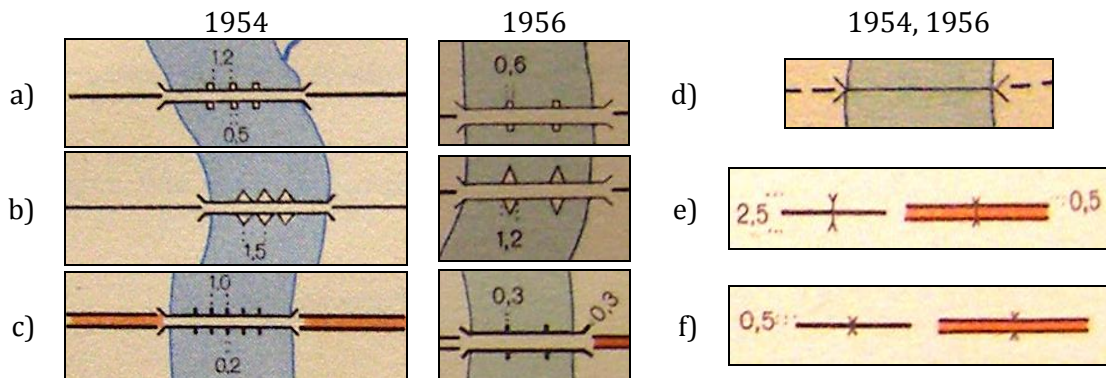 1954 1956 1954, 1956
a) 1,2 0,5 0,6 d)
b) 1,5 1,2 e) 2,5 0,5
c) 1,0 0,2 0,3 0,3 f) 0,5